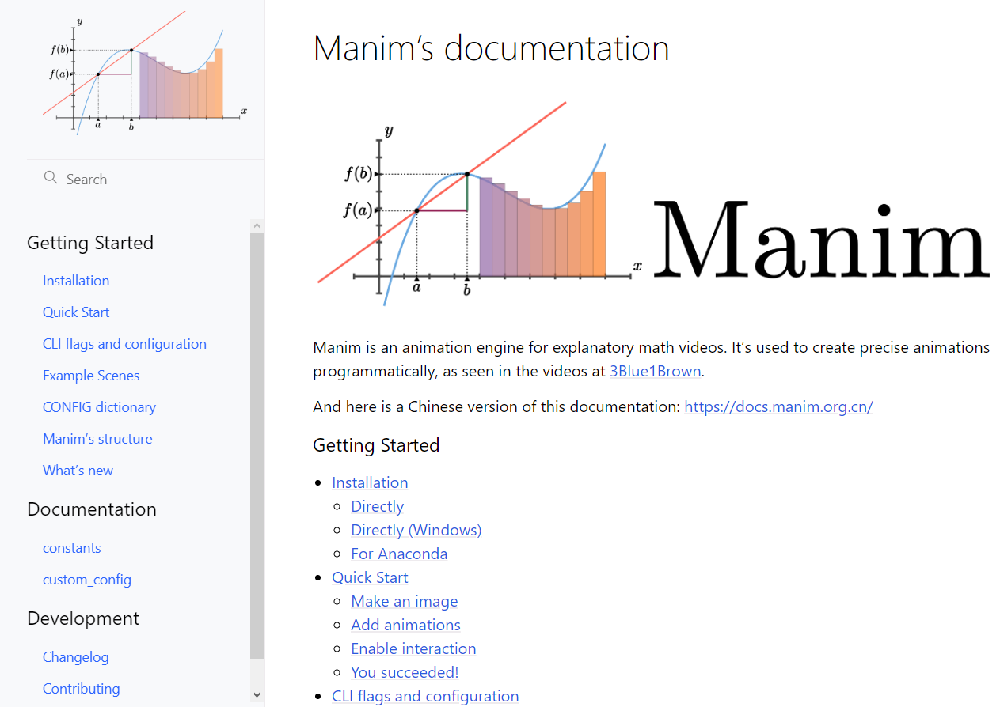 y
f(b)
f(a)
a
b
x
Search
Getting Started
Installation
Quick Start
CLI flags and configuration
Example Scenes
CONFIG dictionary
Manim’s structure
What’s new
Documentation
constants
custom_config
Development
Changelog
Contributing
Manim’s documentation
y
f(b)
f(a)
a
b
x
Manim
Manim is an animation engine for explanatory math videos. It’s used to create precise animations
programmatically, as seen in the videos at 3Blue1Brown.
And here is a Chinese version of this documentation: https://docs.manim.org.cn/
Getting Started
Installation
Directly
Directly (Windows)
For Anaconda
Quick Start
Make an image
Add animations
Enable interaction
You succeeded!
CLI flags and configuration